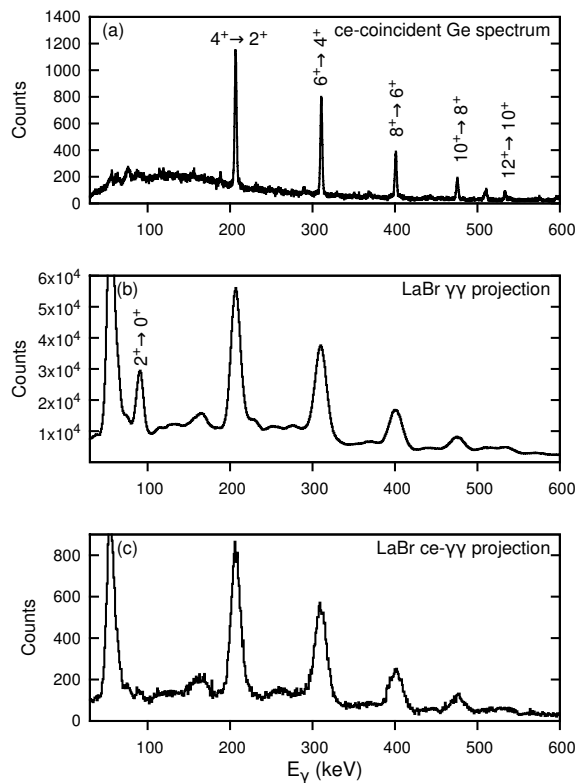 (a)
ce-coincident Ge spectrum
4⁺→2⁺
6⁺→4⁺
8⁺→6⁺
10⁺→8⁺
12⁺→10⁺
Counts
1400
1200
1000
800
600
400
200
0
100 200 300 400 500 600
(b)
LaBr γγ projection
2⁺→0⁺
Counts
6x10⁴
5x10⁴
4x10⁴
3x10⁴
2x10⁴
1x10⁴
100 200 300 400 500 600
(c)
LaBr ce-γγ projection
Counts
800
600
400
200
0
100 200 300 400 500 600
Eγ (keV)